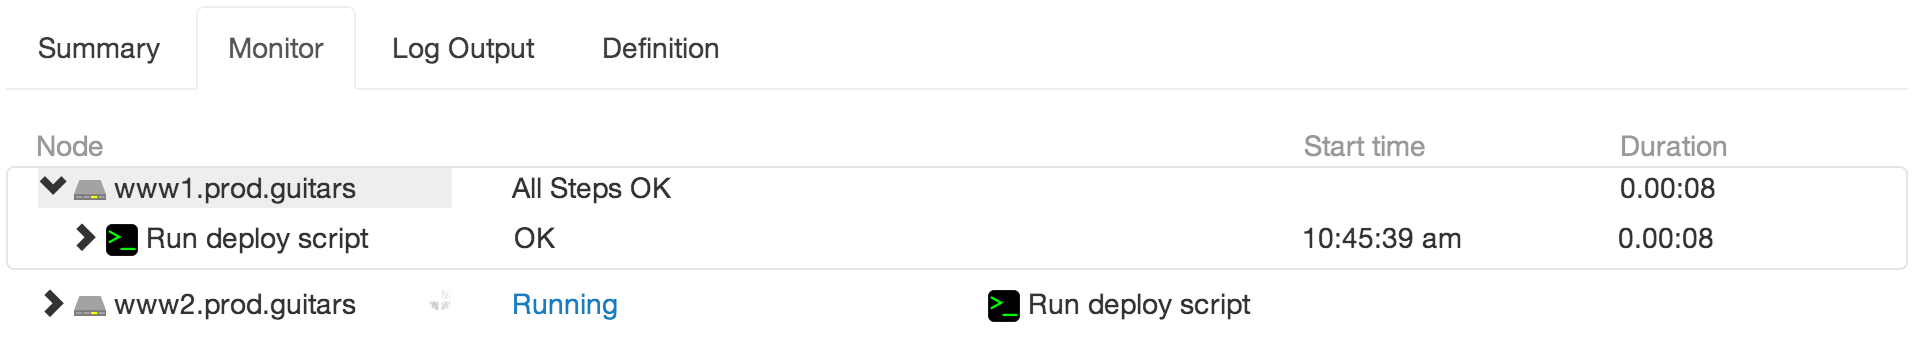 Summary Monitor Log Output Definition
Node Start time Duration
www1.prod.guitars All Steps OK 0.00:08
Run deploy script OK 10:45:39 am 0.00:08
www2.prod.guitars Running Run deploy script